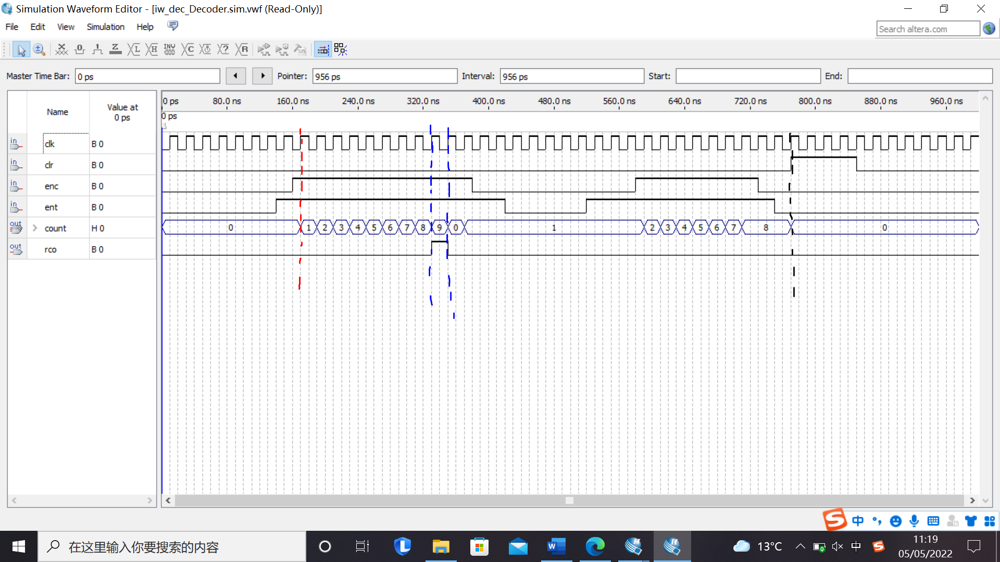 Simulation Waveform Editor - [iw_dec_Decoder.sim.vwf (Read-Only)]
File Edit View Simulation Help
Search altera.com
Master Time Bar: 0 ps Pointer: 956 ps Interval: 956 ps Start: End:
Name Value at 0 ps
0 ps 80.0 ns 160.0 ns 240.0 ns 320.0 ns 400.0 ns 480.0 ns 560.0 ns 640.0 ns 720.0 ns 800.0 ns 880.0 ns 960.0 ns
0 ps
in clk B 0
in clr B 0
in enc B 0
in ent B 0
out count H 0 0 1 2 3 4 5 6 7 8 9 0 1 2 3 4 5 6 7 8 0
out rco B 0
中
在这里输入你要搜索的内容
13°C 中 11:19
05/05/2022